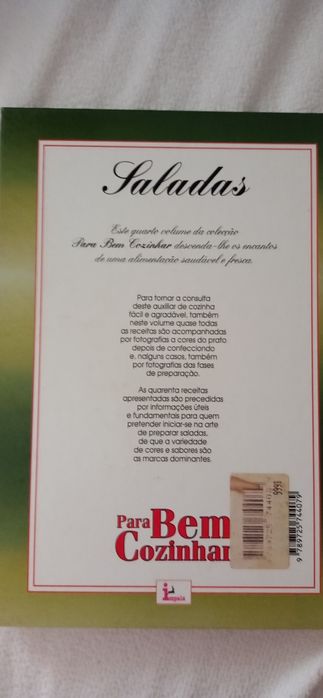 Saladas
Este quarto volume da colecção
Para Bem Cozinhar desvenda-lhe os encantos
de uma alimentação saudável e fresca.
Para tornar a consulta
deste auxiliar de cozinha
fácil e agradável, também
neste volume quase todas
as receitas são acompanhadas
por fotografias a cores do prato
depois de confeccionado
e, nalguns casos, também
por fotografias das fases
de preparação.
As quarenta receitas
apresentadas são precedidas
por informações úteis
e fundamentais para quem
pretender iniciar-se na arte
de preparar saladas,
de que a variedade
de cores e sabores são
as marcas dominantes.
Para Bem
Cozinhar
impala
9 789725 744079